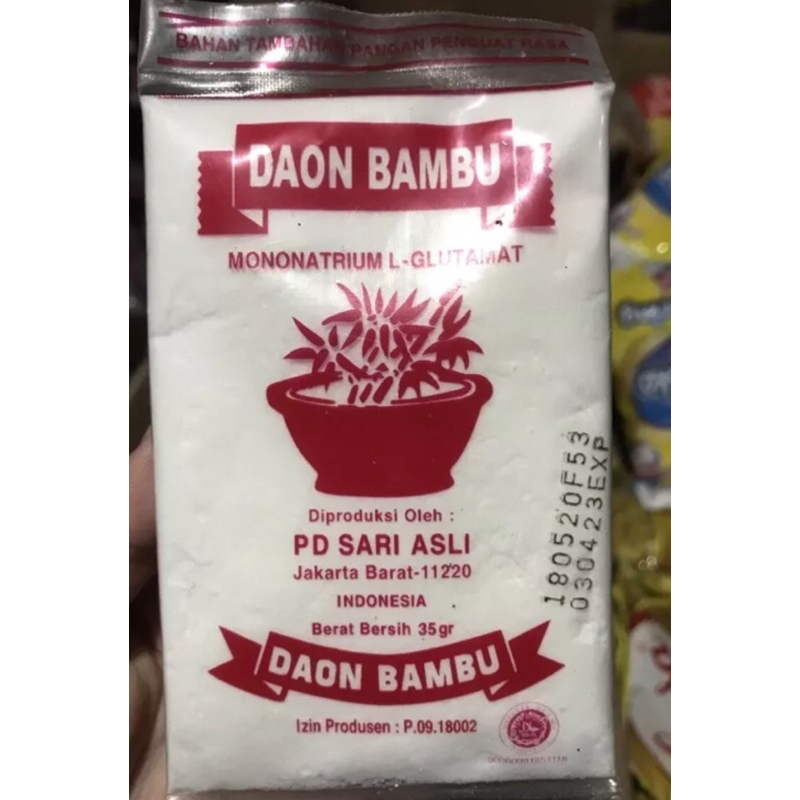 BAHAN TAMBAHAN PANGAN PENGUAT RASA
DAON BAMBU
MONONATRIUM L-GLUTAMAT
Diproduksi Oleh :
PD SARI ASLI
Jakarta Barat-11220
INDONESIA
Berat Bersih 35gr
DAON BAMBU
Izin Produsen : P.09.18002
180520F53
030423EXP